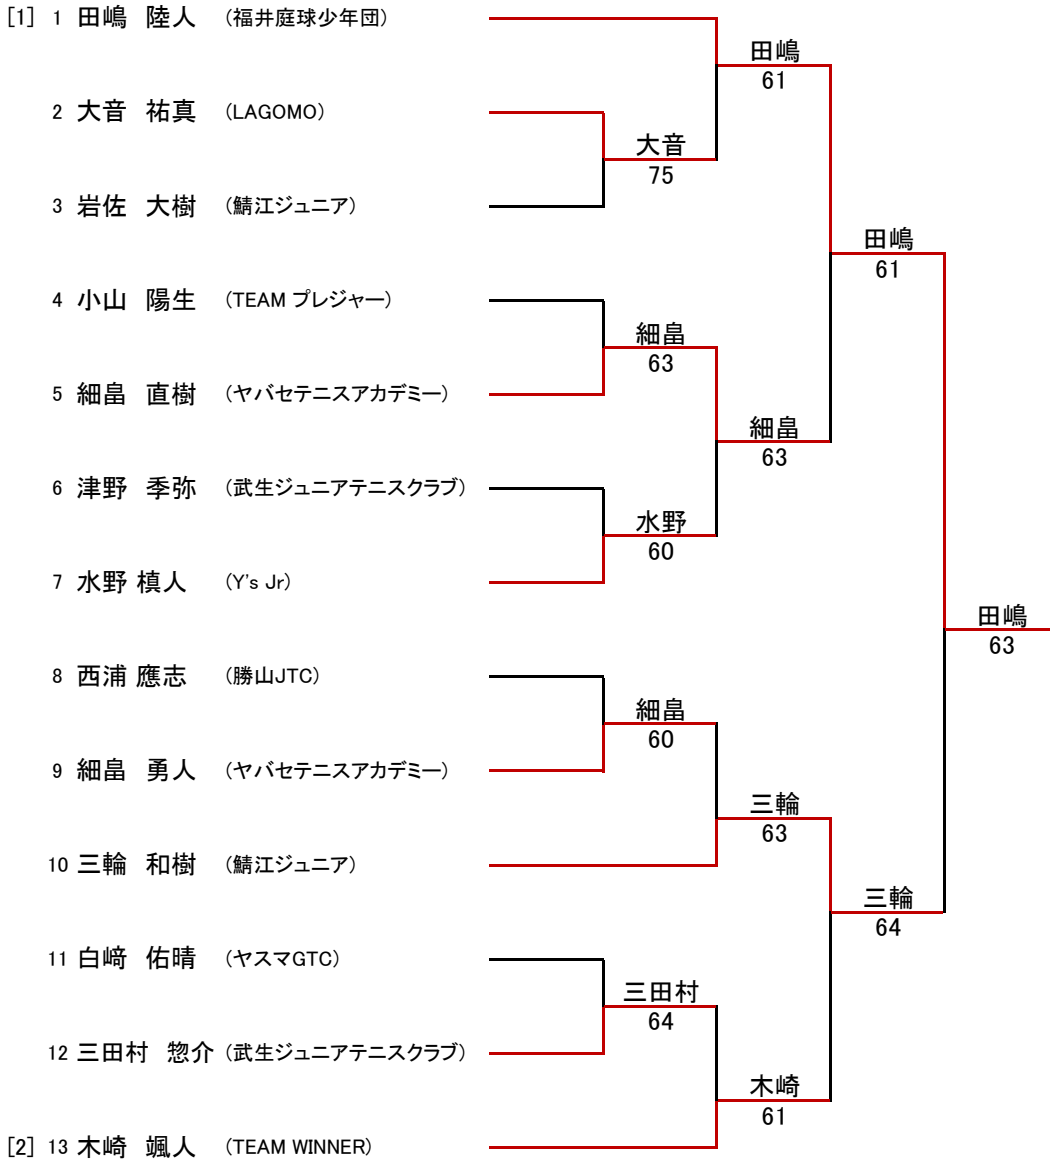 [1] 1 田嶋 陸人 (福井庭球少年団)
田嶋
61
2 大音 祐真 (LAGOMO)
大音
75
3 岩佐 大樹 (鯖江ジュニア)
田嶋
61
4 小山 陽生 (TEAM プレジャー)
細畠
63
5 細畠 直樹 (ヤバセテニスアカデミー)
細畠
63
6 津野 季弥 (武生ジュニアテニスクラブ)
水野
60
7 水野 槙人 (Y's Jr)
田嶋
63
8 西浦 應志 (勝山JTC)
細畠
60
9 細畠 勇人 (ヤバセテニスアカデミー)
三輪
63
10 三輪 和樹 (鯖江ジュニア)
三輪
64
11 白﨑 佑晴 (ヤスマGTC)
三田村
64
12 三田村 惣介 (武生ジュニアテニスクラブ)
木崎
61
[2] 13 木崎 颯人 (TEAM WINNER)